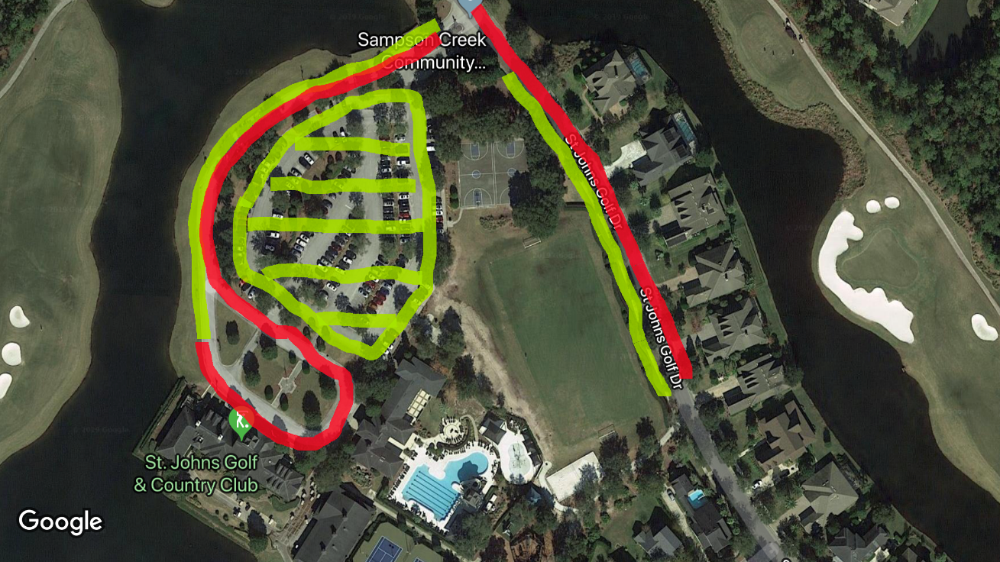 Sampson Creek
Community...
St Johns Golf Dr
St Johns Golf Dr
St. Johns Golf
& Country Club
Google